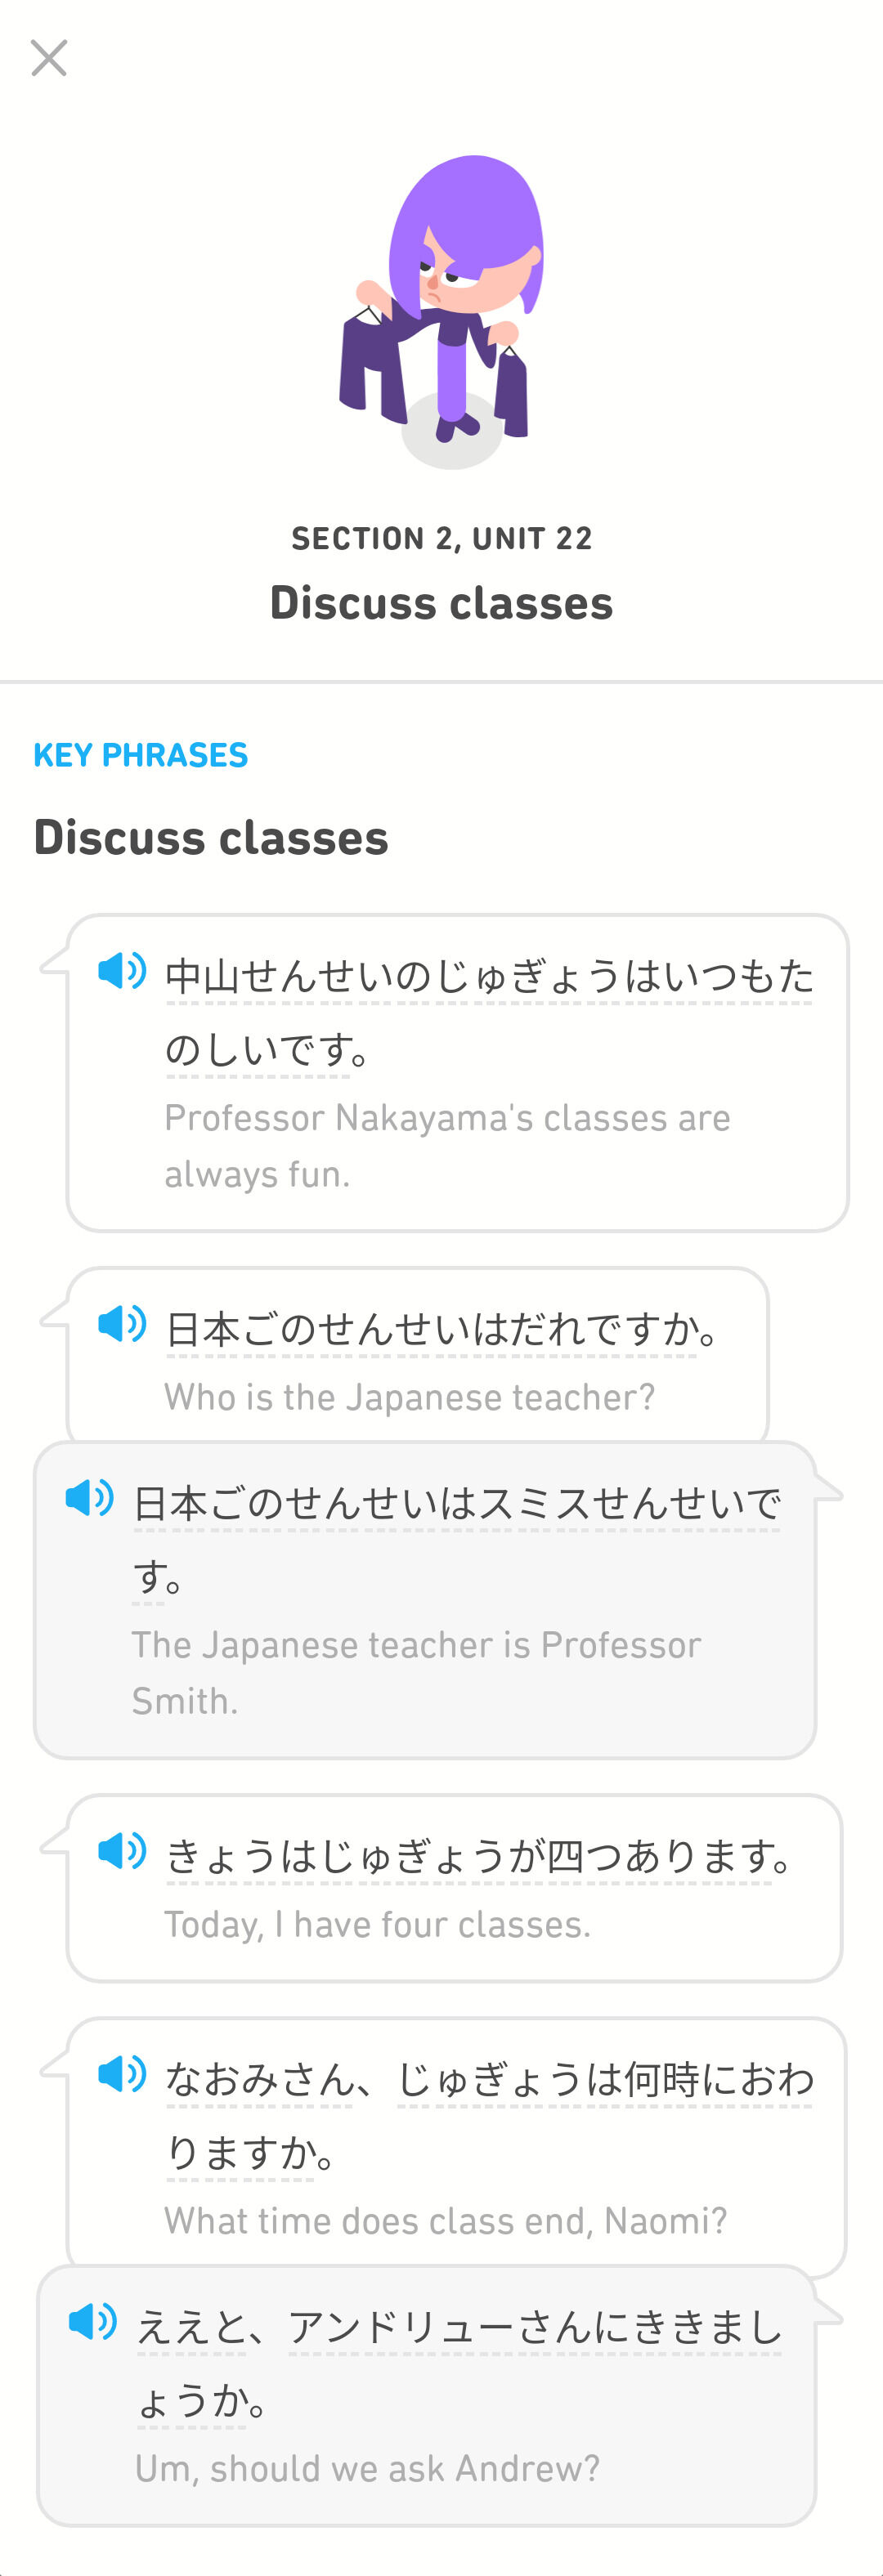 SECTION 2, UNIT 22
Discuss classes
KEY PHRASES
Discuss classes
中山せんせいのじゅぎょうはいつもた
のしいです。
Professor Nakayama's classes are
always fun.
日本ごのせんせいはだれですか。
Who is the Japanese teacher?
日本ごのせんせいはスミスせんせいで
す。
The Japanese teacher is Professor
Smith.
きょうはじゅぎょうが四つあります。
Today, I have four classes.
なおみさん、じゅぎょうは何時におわ
りますか。
What time does class end, Naomi?
ええと、アンドリューさんにききまし
ょうか。
Um, should we ask Andrew?